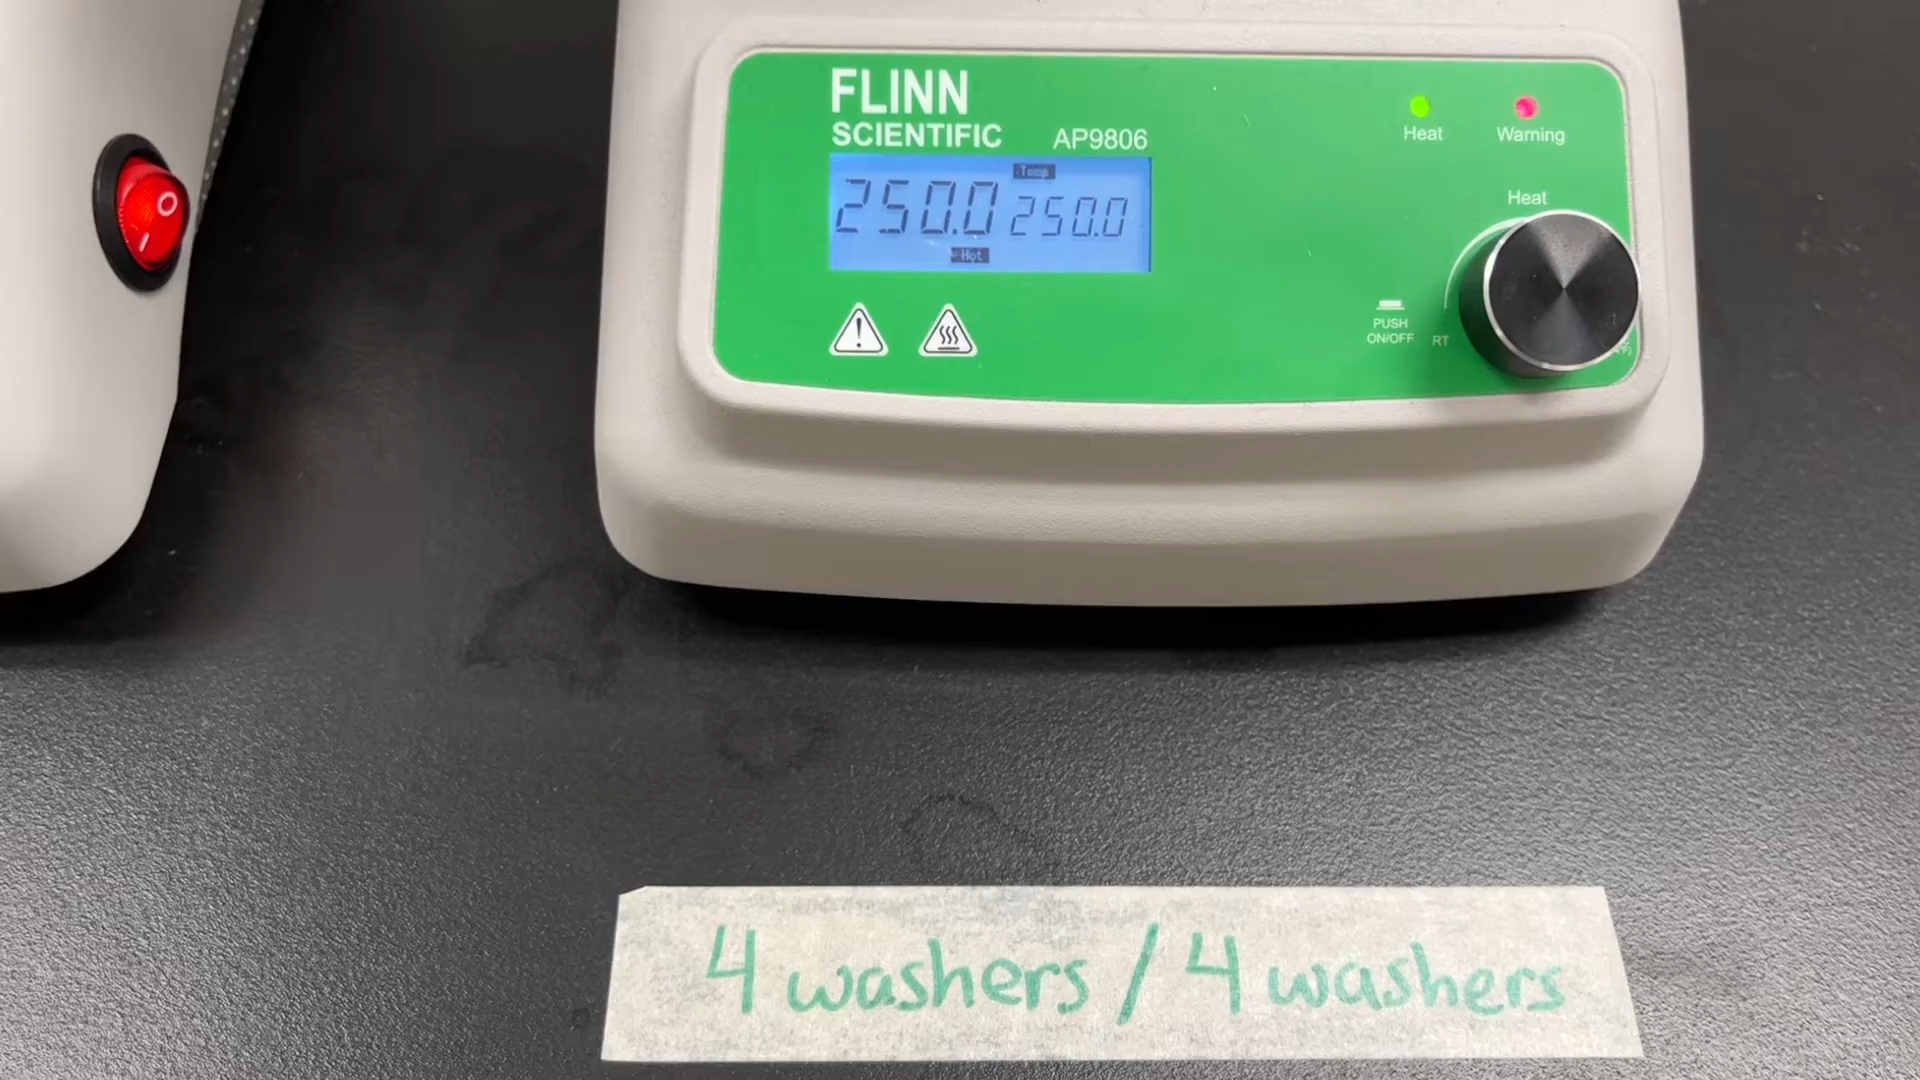 FLINN
SCIENTIFIC AP9806
Temp
250.0 250.0
Hot
Heat Warning
Heat
PUSH
ON/OFF RT
4 washers / 4 washers